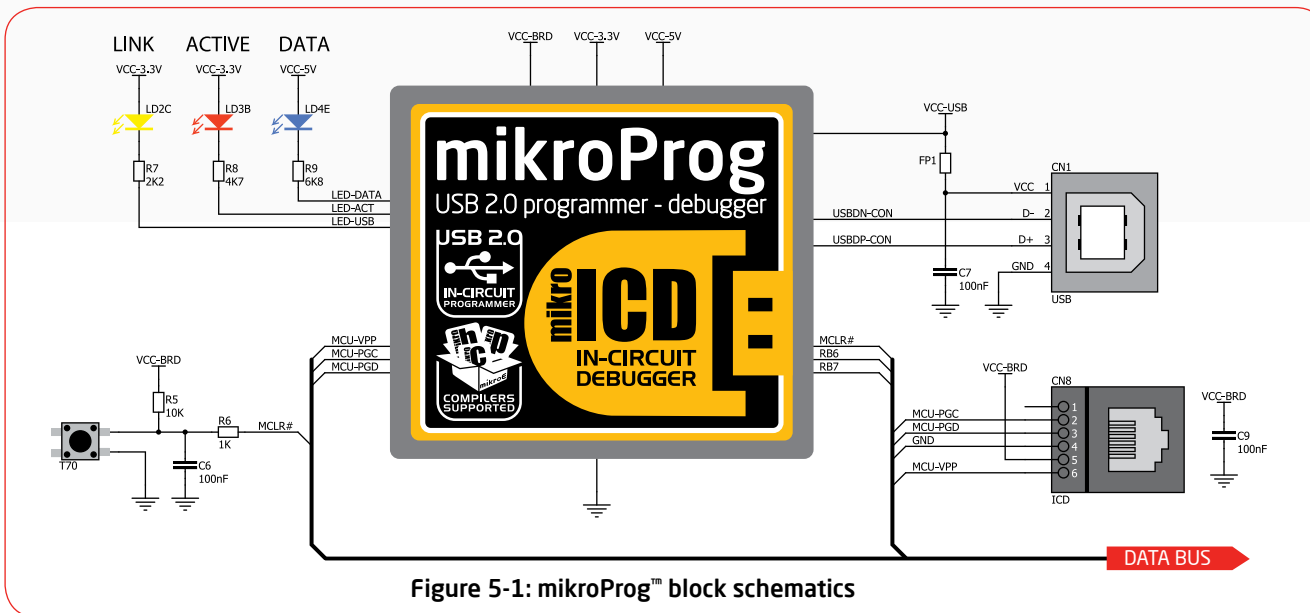 LINK ACTIVE DATA
VCC-3.3V VCC-3.3V VCC-5V
LD2C LD3B LD4E
R7 R8 R9
2K2 4K7 6K8
LED-DATA
LED-ACT
LED-USB
VCC-BRD VCC-3.3V VCC-5V
mikroProg
USB 2.0 programmer - debugger
USB 2.0
IN-CIRCUIT
PROGRAMMER
mikro
ICD
IN-CIRCUIT
DEBUGGER
h
c
p
mikroE
COMPILERS
SUPPORTED
VCC-USB
FP1
CN1
VCC 1
USBDN-CON D- 2
USBDP-CON D+ 3
GND 4
C7
100nF
USB
MCU-VPP
MCU-PGC
MCU-PGD
MCLR#
RB6
RB7
VCC-BRD
R5
10K
R6
1K
MCLR#
T70
C6
100nF
VCC-BRD
CN8
1
MCU-PGC 2
MCU-PGD 3
GND 4
5
MCU-VPP 6
ICD
VCC-BRD
C9
100nF
DATA BUS
Figure 5-1: mikroProg™ block schematics